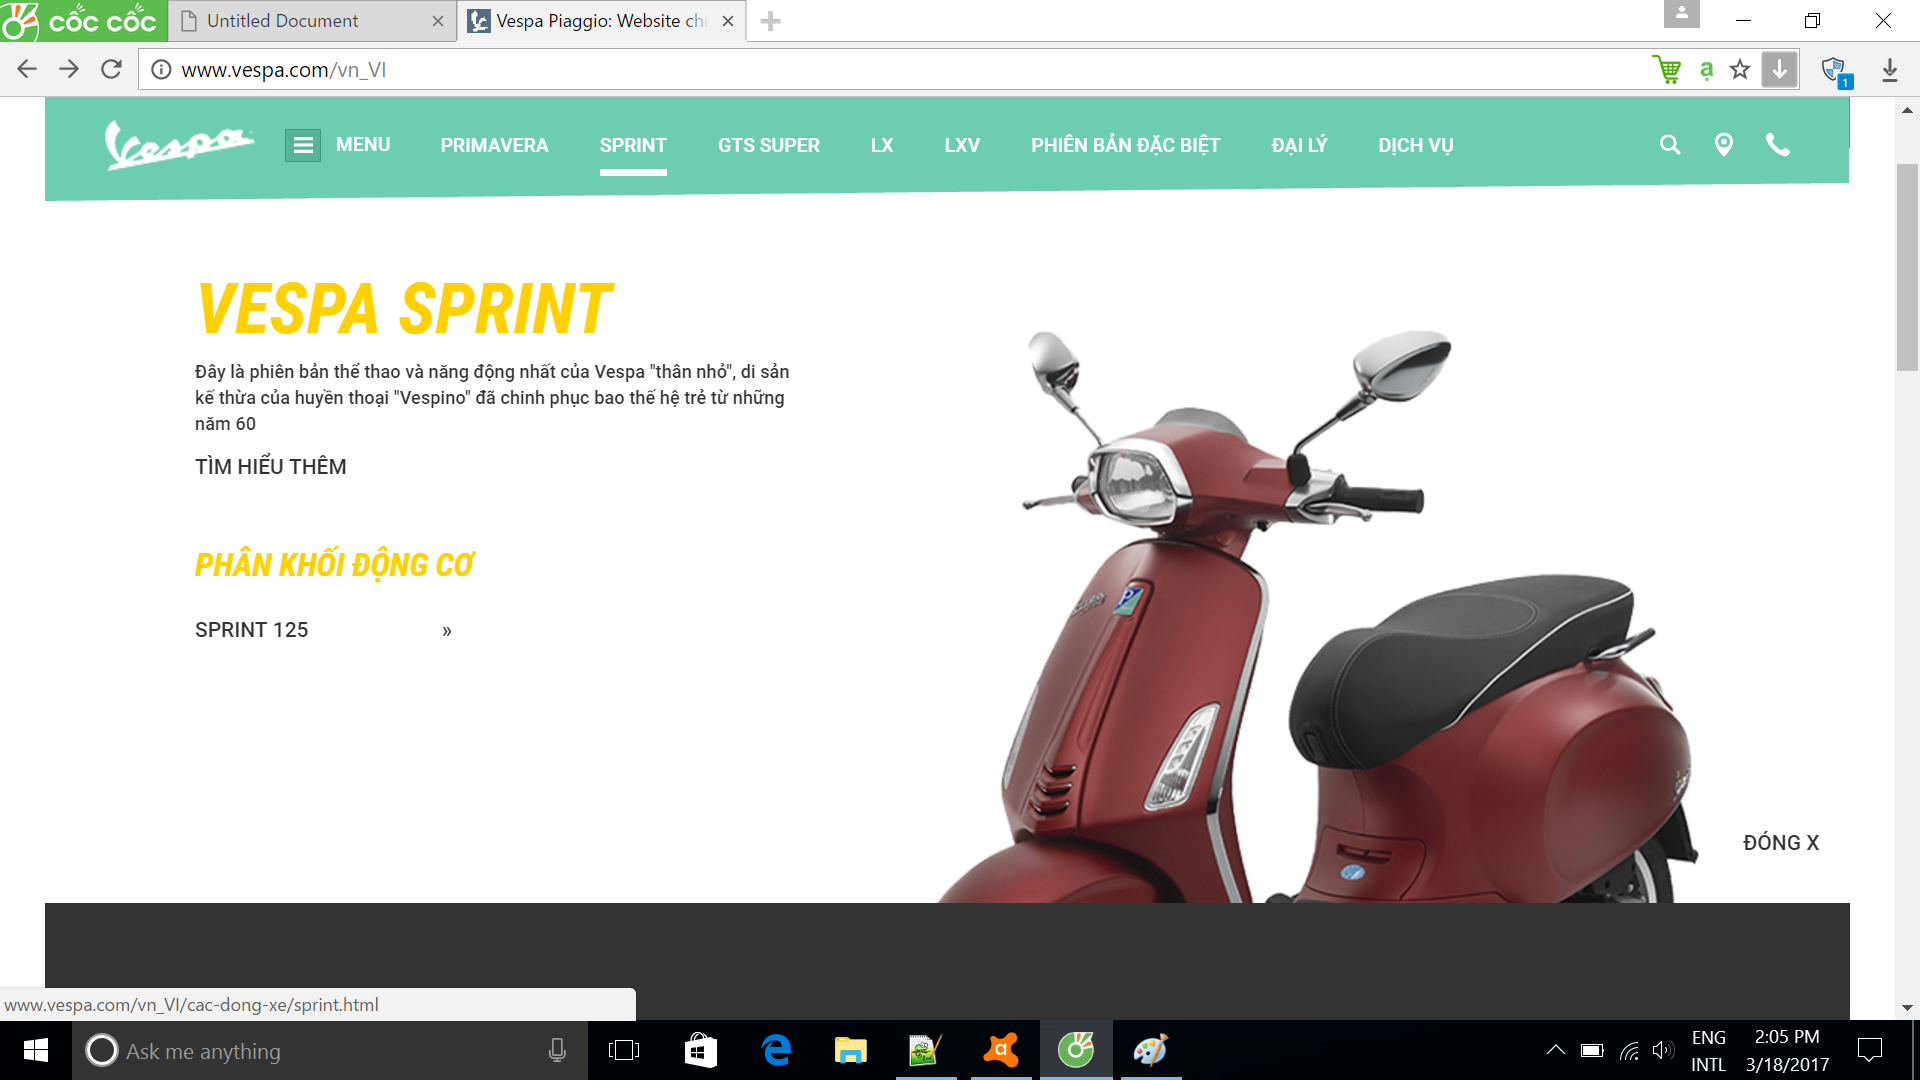 cốc cốc
Untitled Document
Vespa Piaggio: Website ch
www.vespa.com/vn_VI
1
Vespa
MENU
PRIMAVERA
SPRINT
GTS SUPER
LX
LXV
PHIÊN BẢN ĐẶC BIỆT
ĐẠI LÝ
DỊCH VỤ
VESPA SPRINT
Đây là phiên bản thể thao và năng động nhất của Vespa "thân nhỏ", di sản
kế thừa của huyền thoại "Vespino" đã chinh phục bao thế hệ trẻ từ những
năm 60
TÌM HIỂU THÊM
PHÂN KHỐI ĐỘNG CƠ
SPRINT 125 »
ĐÓNG X
www.vespa.com/vn_VI/cac-dong-xe/sprint.html
Ask me anything
ENG
INTL
2:05 PM
3/18/2017